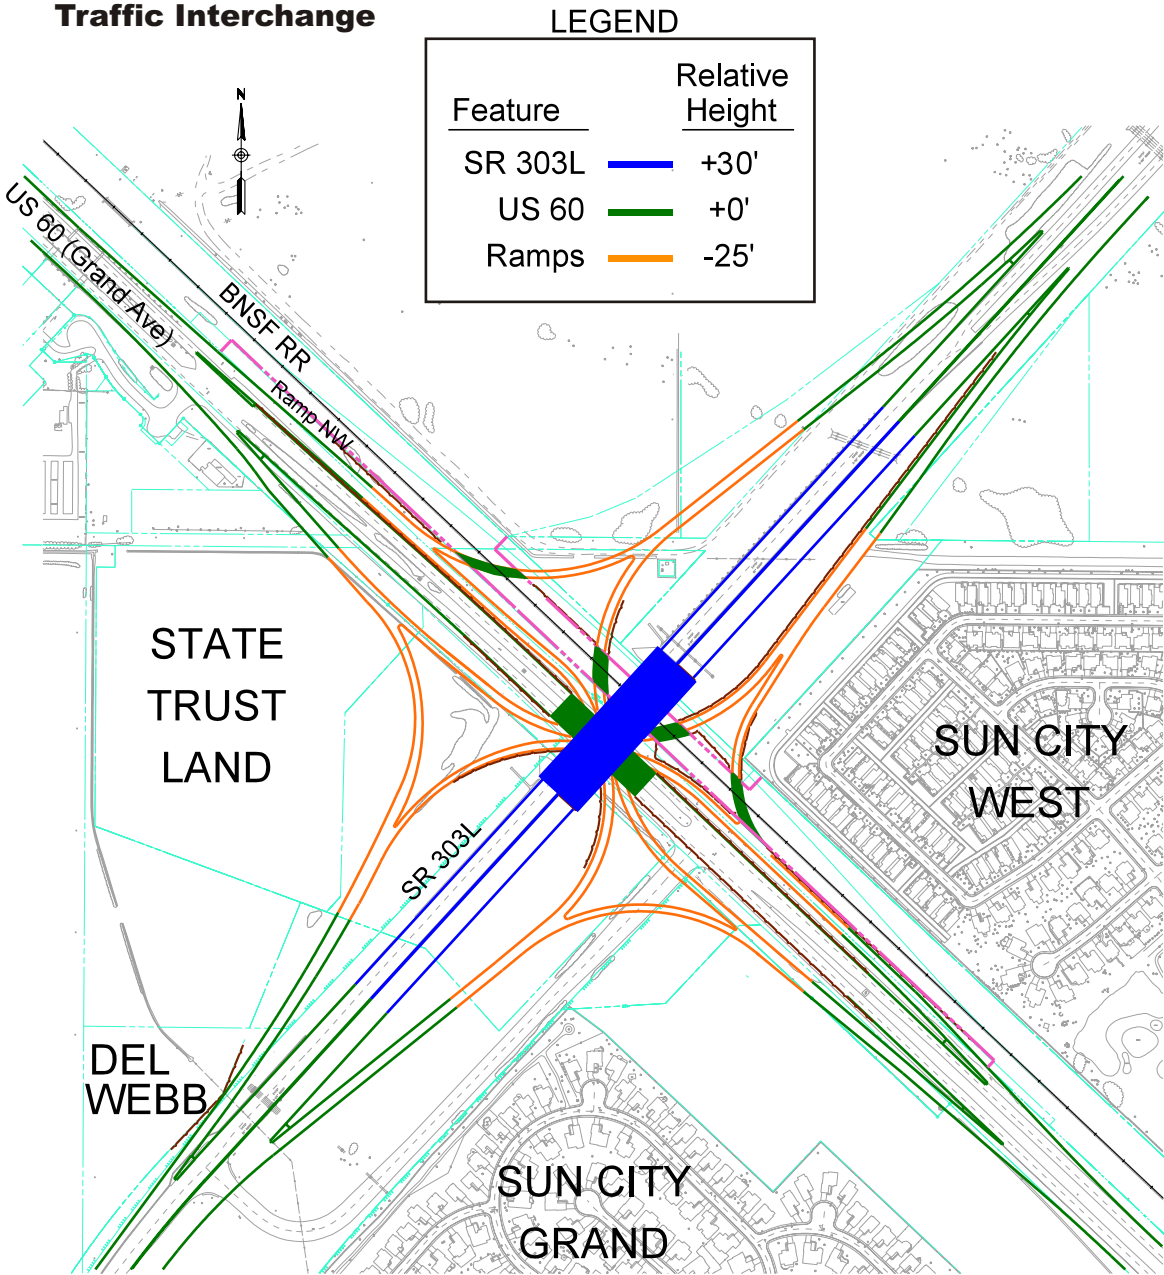 Traffic Interchange
LEGEND
Feature
Relative
Height
SR 303L +30'
US 60 +0'
Ramps -25'
N
US 60 (Grand Ave)
BNSF RR
Ramp NW
STATE
TRUST
LAND
SUN CITY
WEST
SR 303L
DEL
WEBB
SUN CITY
GRAND